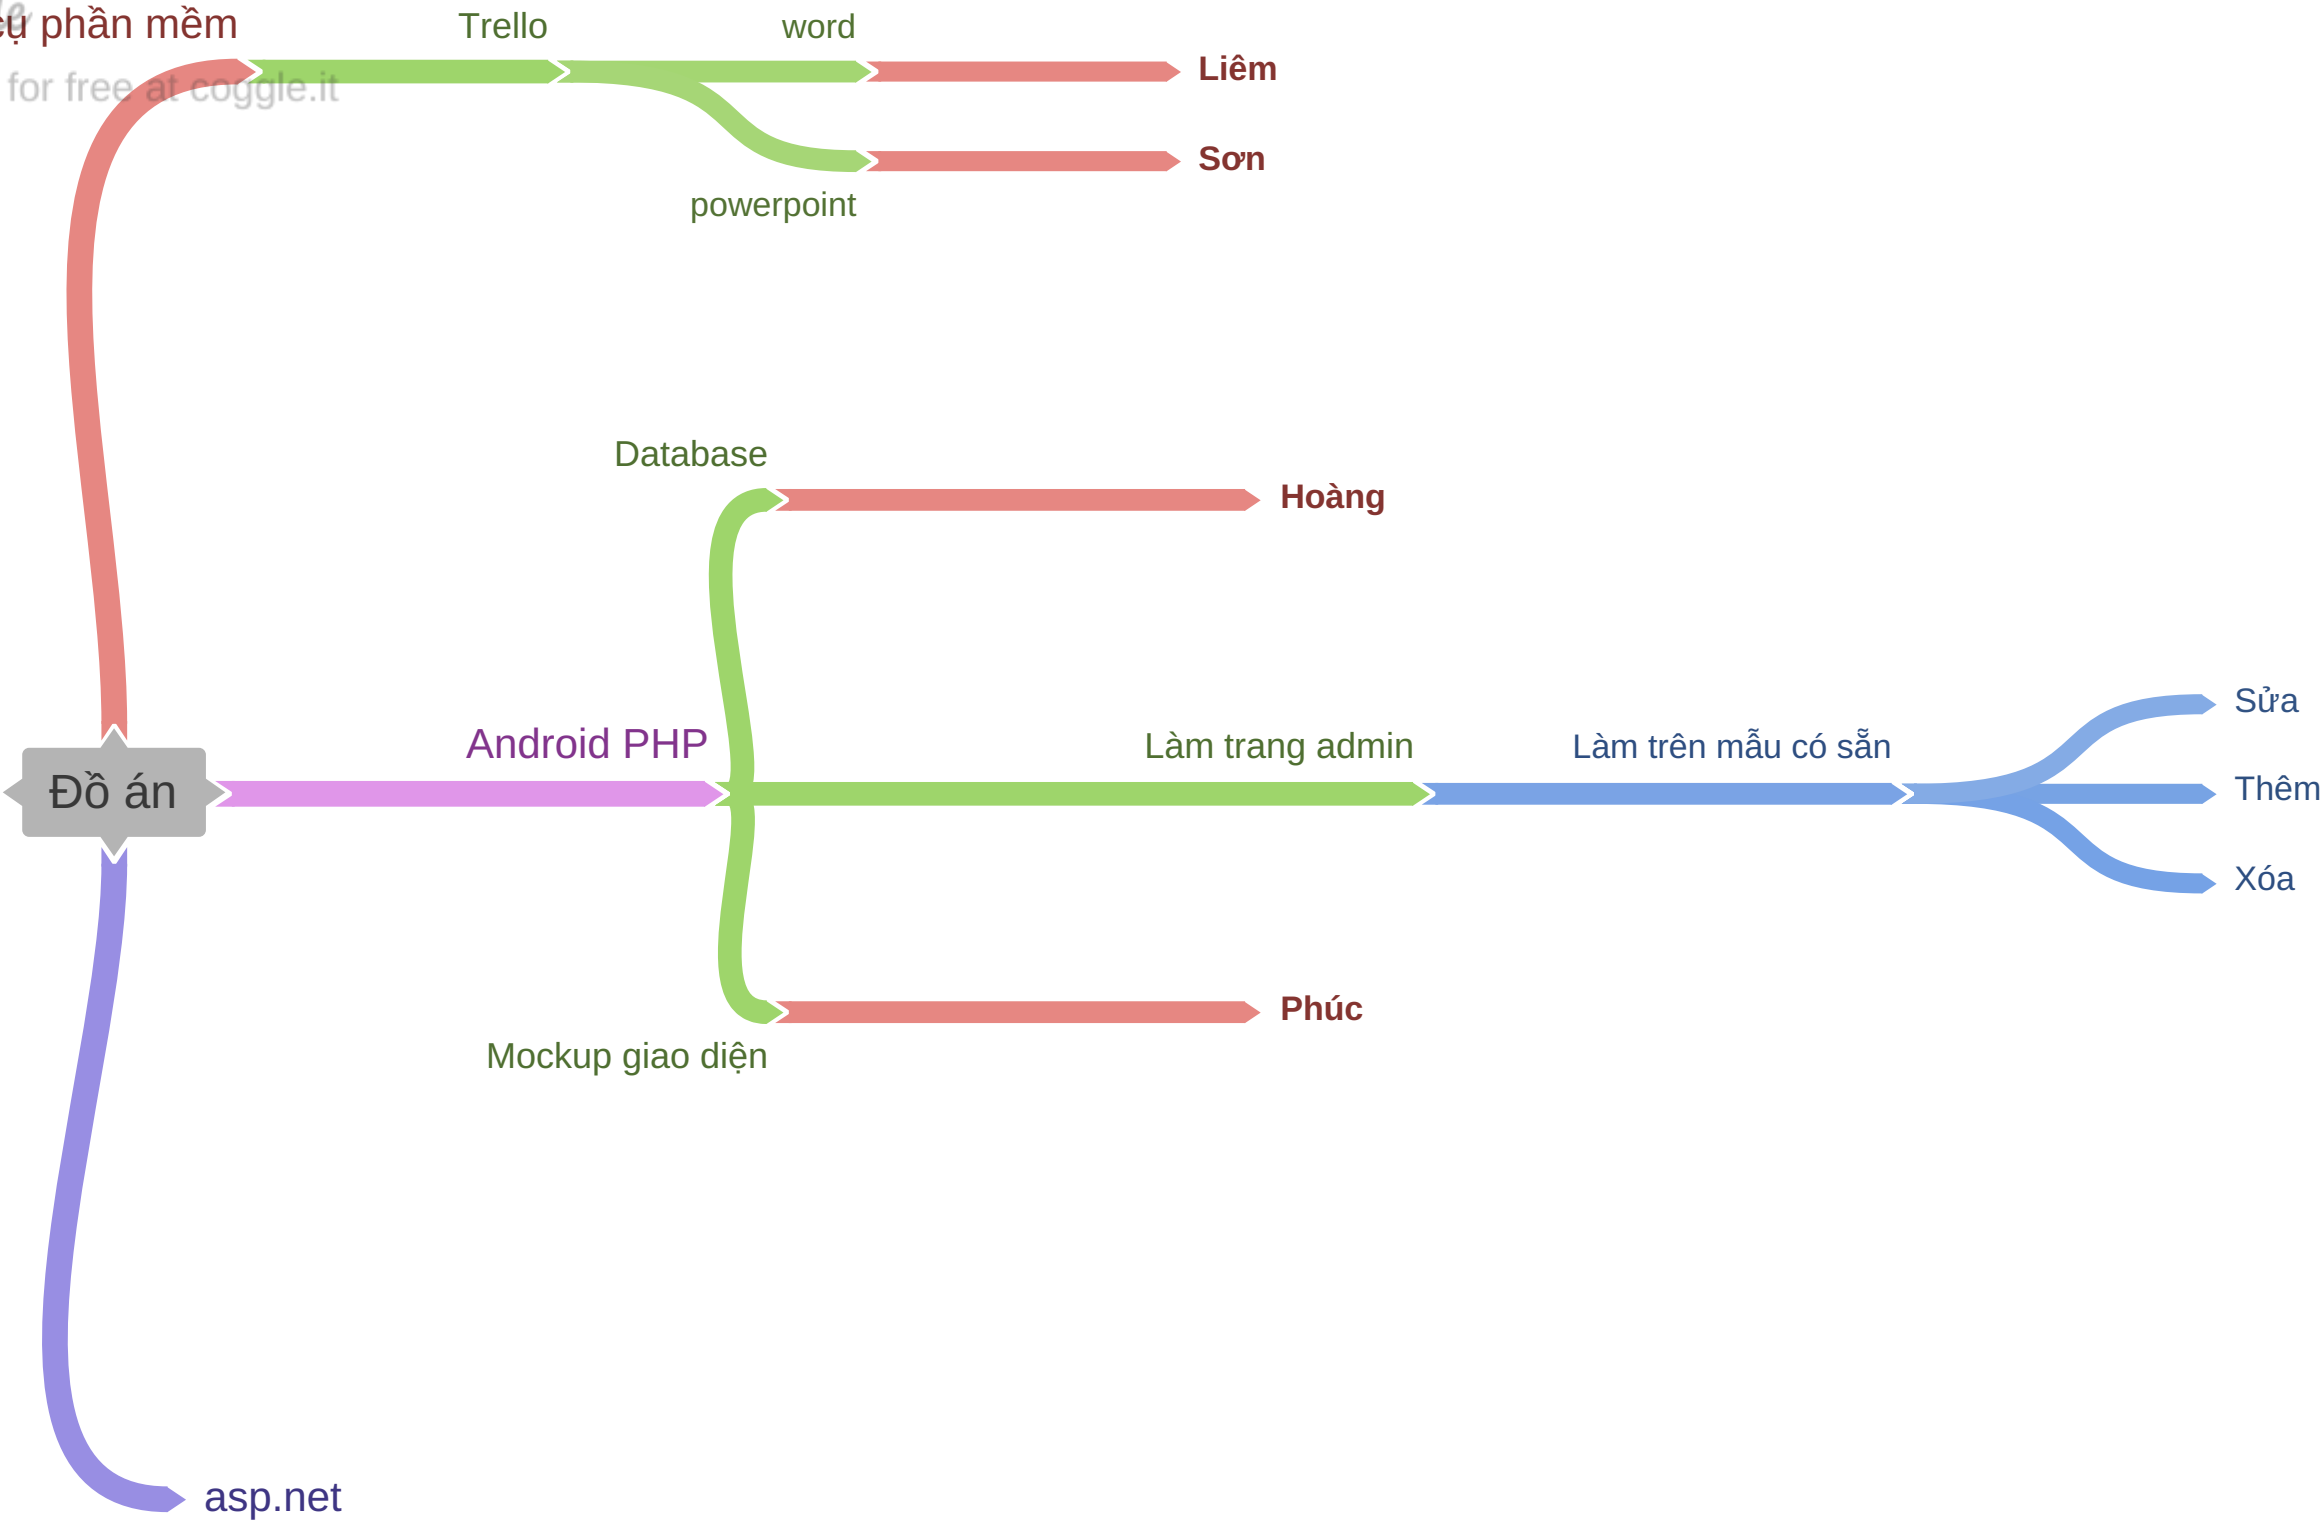 phần mềm
Trello
word
for free at coggle.it
Liêm
Sơn
powerpoint
Database
Hoàng
Android PHP
Làm trang admin
Làm trên mẫu có sẵn
Sửa
Thêm
Xóa
Đồ án
Phúc
Mockup giao diện
asp.net